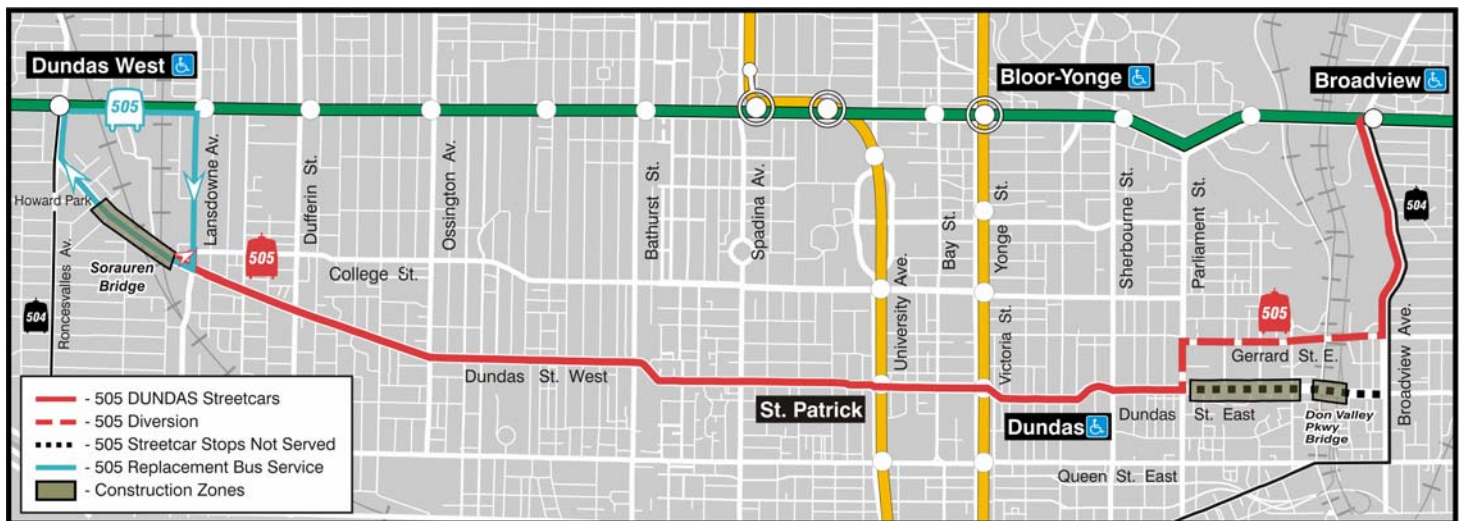 Dundas West
Bloor-Yonge
Broadview
505
Howard Park
Roncesvalles Av.
504
Sorauren
Bridge
Lansdowne Av.
505
Dufferin St.
College St.
Ossington Av.
Bathurst St.
Spadina Av.
University Ave.
Bay St.
Yonge St.
Victoria St.
Sherbourne St.
Parliament St.
504
505
Gerrard St. E.
Broadview Ave.
Dundas St. West
St. Patrick
Dundas
Dundas St. East
Don Valley
Pkwy
Bridge
Queen St. East
- 505 DUNDAS Streetcars
- 505 Diversion
- 505 Streetcar Stops Not Served
- 505 Replacement Bus Service
- Construction Zones